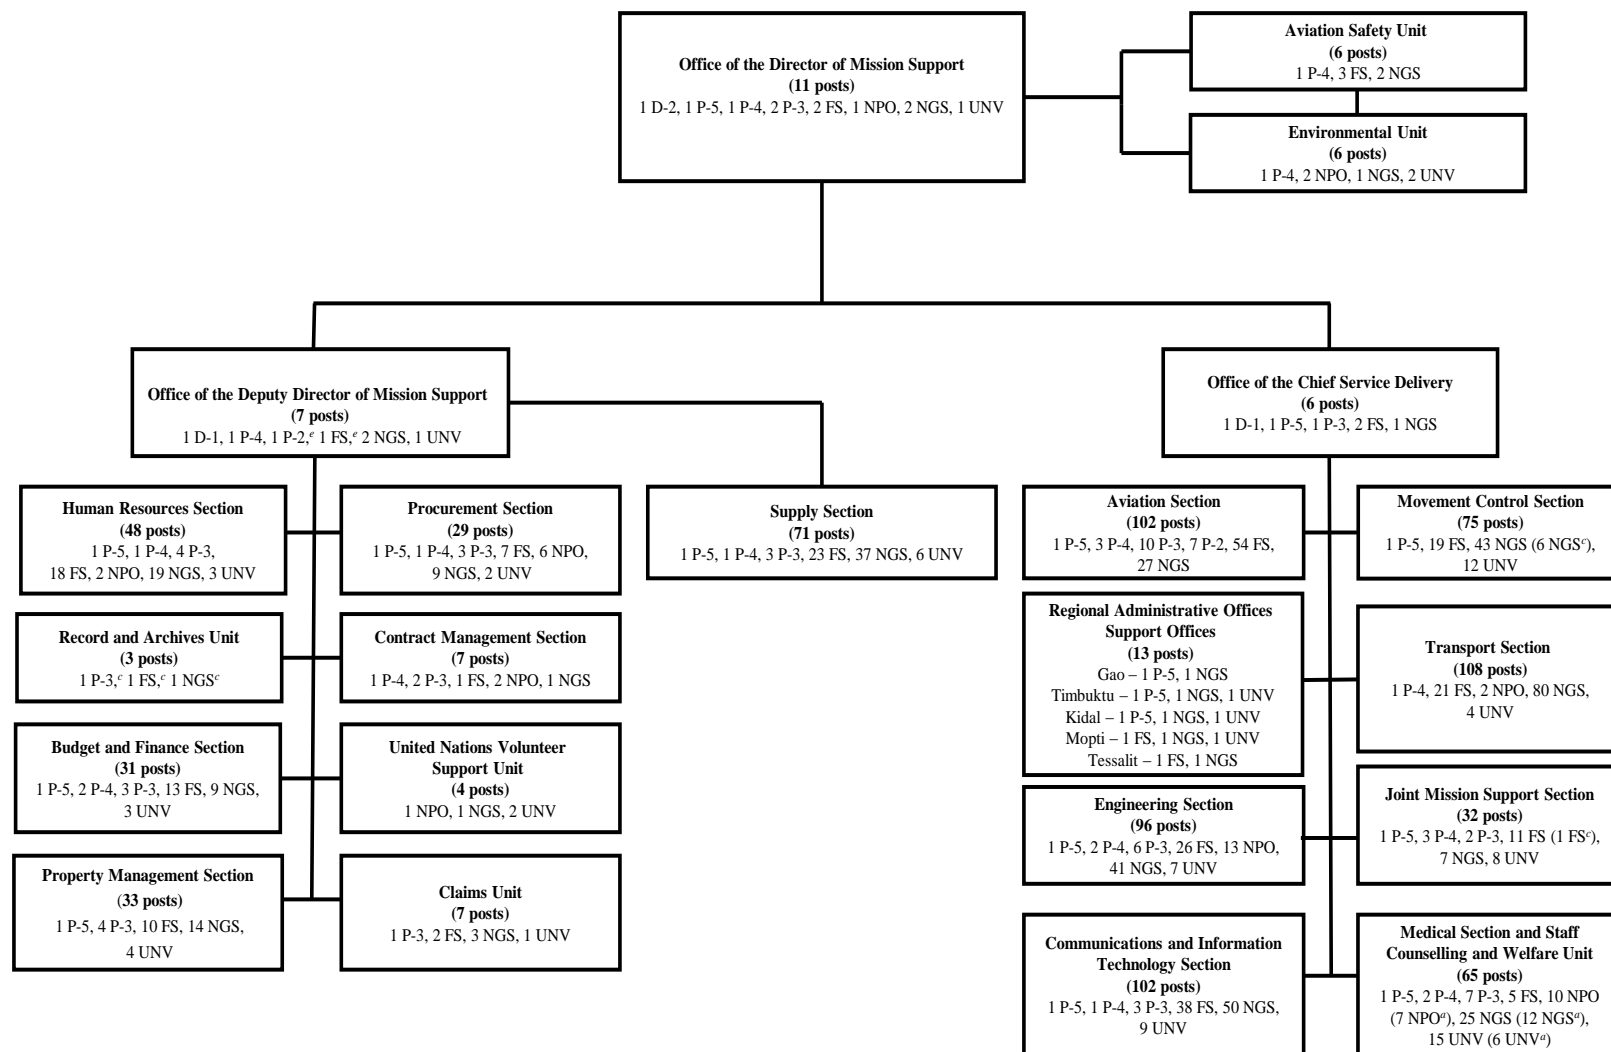 Office of the Director of Mission Support
(11 posts)
1 D-2, 1 P-5, 1 P-4, 2 P-3, 2 FS, 1 NPO, 2 NGS, 1 UNV
Aviation Safety Unit
(6 posts)
1 P-4, 3 FS, 2 NGS
Environmental Unit
(6 posts)
1 P-4, 2 NPO, 1 NGS, 2 UNV
Office of the Deputy Director of Mission Support
(7 posts)
1 D-1, 1 P-4, 1 P-2,ᵉ 1 FS,ᵉ 2 NGS, 1 UNV
Office of the Chief Service Delivery
(6 posts)
1 D-1, 1 P-5, 1 P-3, 2 FS, 1 NGS
Human Resources Section
(48 posts)
1 P-5, 1 P-4, 4 P-3,
18 FS, 2 NPO, 19 NGS, 3 UNV
Procurement Section
(29 posts)
1 P-5, 1 P-4, 3 P-3, 7 FS, 6 NPO,
9 NGS, 2 UNV
Supply Section
(71 posts)
1 P-5, 1 P-4, 3 P-3, 23 FS, 37 NGS, 6 UNV
Record and Archives Unit
(3 posts)
1 P-3,ᶜ 1 FS,ᶜ 1 NGSᶜ
Contract Management Section
(7 posts)
1 P-4, 2 P-3, 1 FS, 2 NPO, 1 NGS
Budget and Finance Section
(31 posts)
1 P-5, 2 P-4, 3 P-3, 13 FS, 9 NGS,
3 UNV
United Nations Volunteer
Support Unit
(4 posts)
1 NPO, 1 NGS, 2 UNV
Property Management Section
(33 posts)
1 P-5, 4 P-3, 10 FS, 14 NGS,
4 UNV
Claims Unit
(7 posts)
1 P-3, 2 FS, 3 NGS, 1 UNV
Aviation Section
(102 posts)
1 P-5, 3 P-4, 10 P-3, 7 P-2, 54 FS,
27 NGS
Movement Control Section
(75 posts)
1 P-5, 19 FS, 43 NGS (6 NGSᶜ),
12 UNV
Regional Administrative Offices
Support Offices
(13 posts)
Gao – 1 P-5, 1 NGS
Timbuktu – 1 P-5, 1 NGS, 1 UNV
Kidal – 1 P-5, 1 NGS, 1 UNV
Mopti – 1 FS, 1 NGS, 1 UNV
Tessalit – 1 FS, 1 NGS
Transport Section
(108 posts)
1 P-4, 21 FS, 2 NPO, 80 NGS,
4 UNV
Engineering Section
(96 posts)
1 P-5, 2 P-4, 6 P-3, 26 FS, 13 NPO,
41 NGS, 7 UNV
Joint Mission Support Section
(32 posts)
1 P-5, 3 P-4, 2 P-3, 11 FS (1 FSᶜ),
7 NGS, 8 UNV
Communications and Information
Technology Section
(102 posts)
1 P-5, 1 P-4, 3 P-3, 38 FS, 50 NGS,
9 UNV
Medical Section and Staff
Counselling and Welfare Unit
(65 posts)
1 P-5, 2 P-4, 7 P-3, 5 FS, 10 NPO
(7 NPOᵃ), 25 NGS (12 NGSᵃ),
15 UNV (6 UNVᵃ)